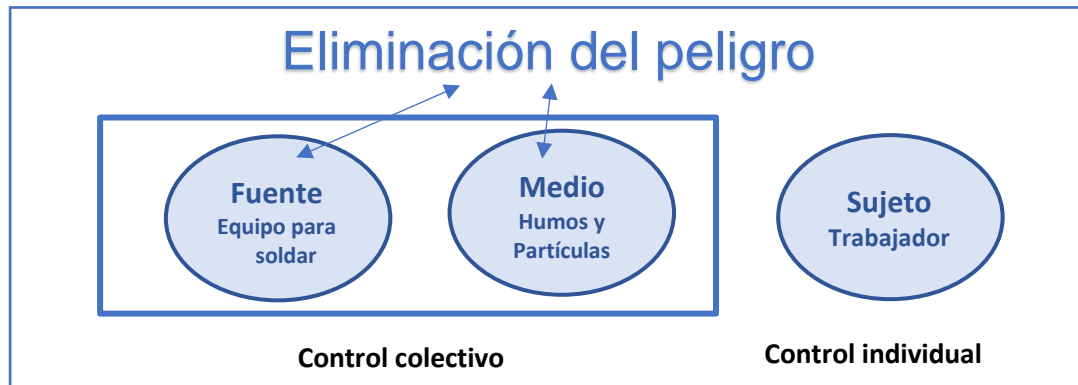 Eliminación del peligro
Fuente
Equipo para
soldar
Medio
Humos y
Partículas
Sujeto
Trabajador
Control colectivo
Control individual